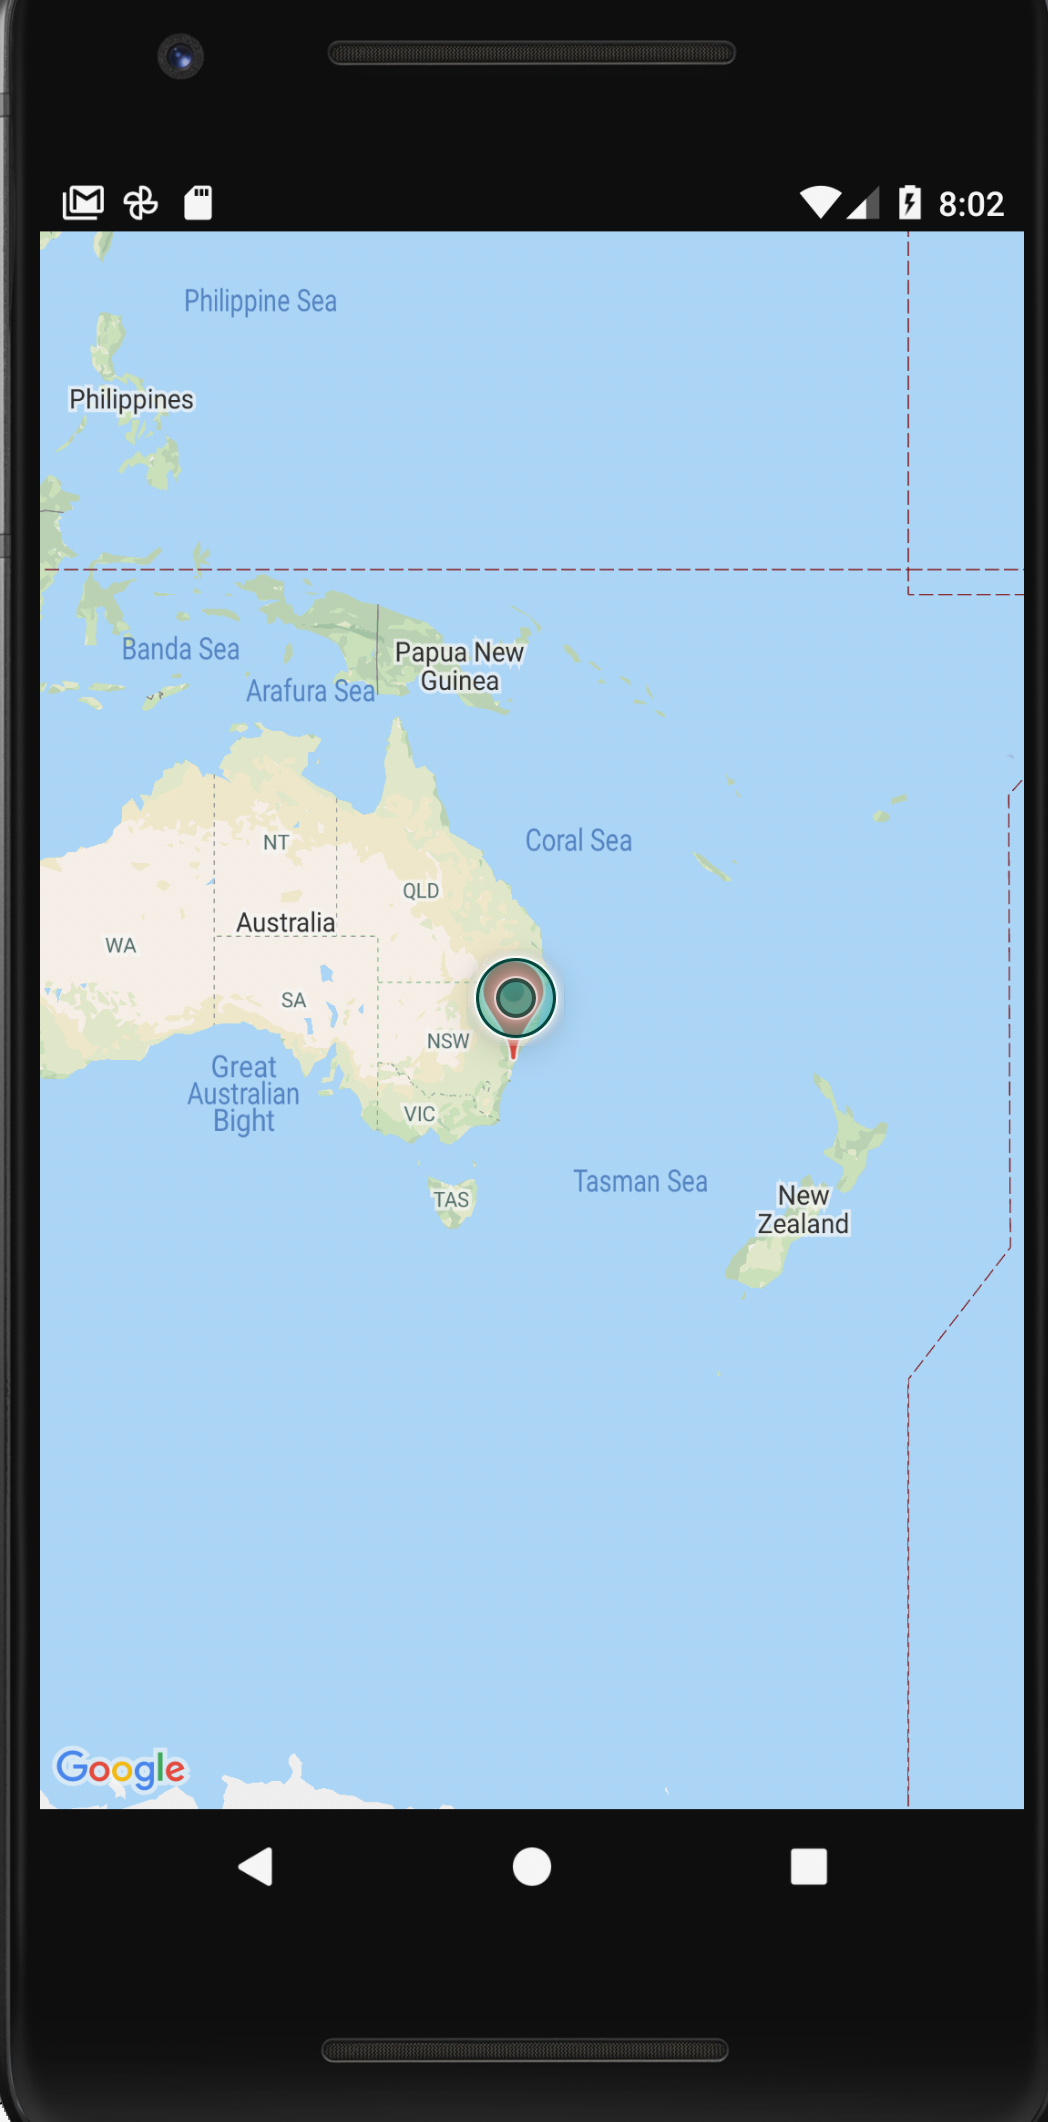 8:02
Philippine Sea
Philippines
Banda Sea
Papua New
Guinea
Arafura Sea
NT
Coral Sea
QLD
Australia
WA
SA
NSW
Great
Australian
Bight
VIC
Tasman Sea
TAS
New
Zealand
Google